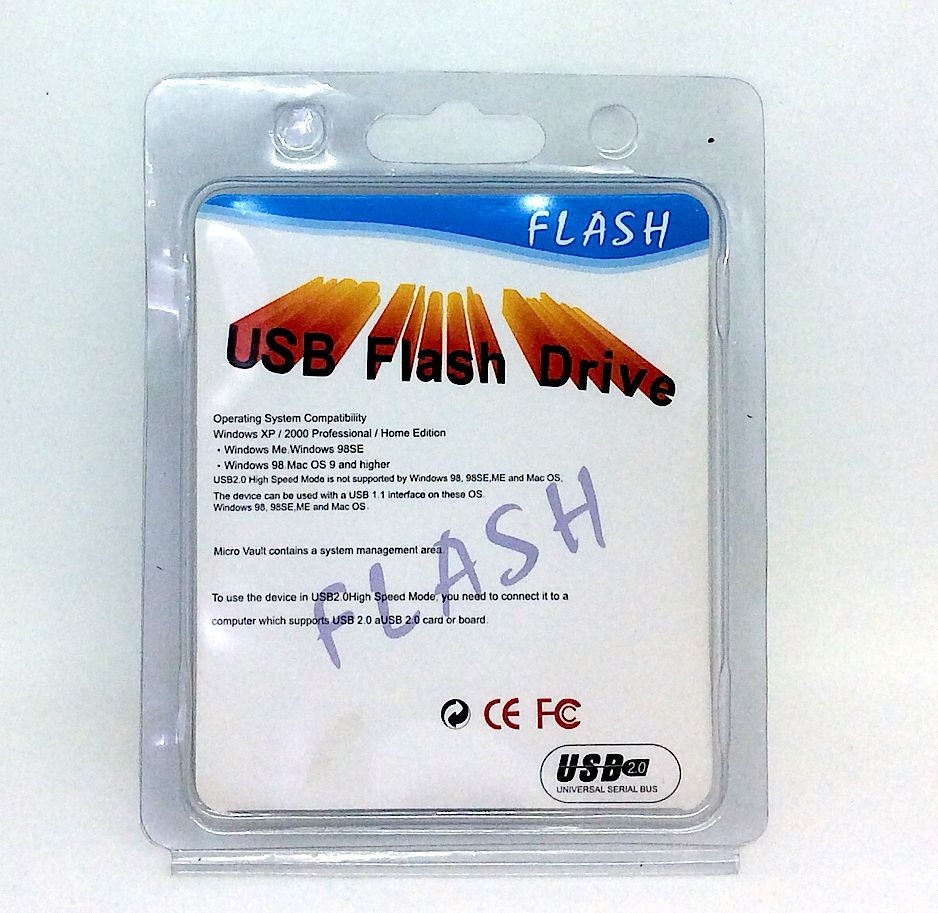 FLASH
USB Flash Drive
Operating System Compatibility
Windows XP / 2000 Professional / Home Edition
· Windows Me,Windows 98SE
· Windows 98 Mac OS 9 and higher
USB2.0 High Speed Mode is not supported by Windows 98, 98SE,ME and Mac OS,
The device can be used with a USB 1.1 interface on these OS.
Windows 98, 98SE,ME and Mac OS.
Micro Vault contains a system management area.
FLASH
To use the device in USB2.0High Speed Mode, you need to connect it to a
computer which supports USB 2.0 aUSB 2.0 card or board.
CE FC
USB 2.0
UNIVERSAL SERIAL BUS